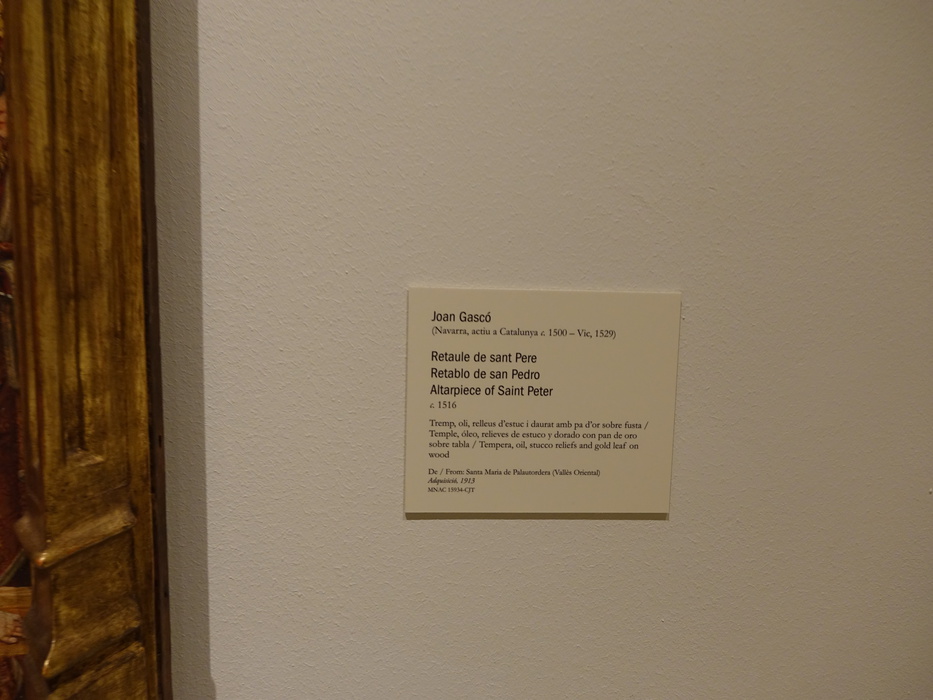 Joan Gascó
(Navarra, actiu a Catalunya c. 1500 – Vic, 1529)
Retaule de sant Pere
Retablo de san Pedro
Altarpiece of Saint Peter
c. 1516
Tremp, oli, relleus d'estuc i daurat amb pa d'or sobre fusta /
Temple, óleo, relieves de estuco y dorado con pan de oro
sobre tabla / Tempera, oil, stucco reliefs and gold leaf on
wood
De / From: Santa Maria de Palautordera (Vallès Oriental)
Adquisició, 1913
MNAC 15934-CJT